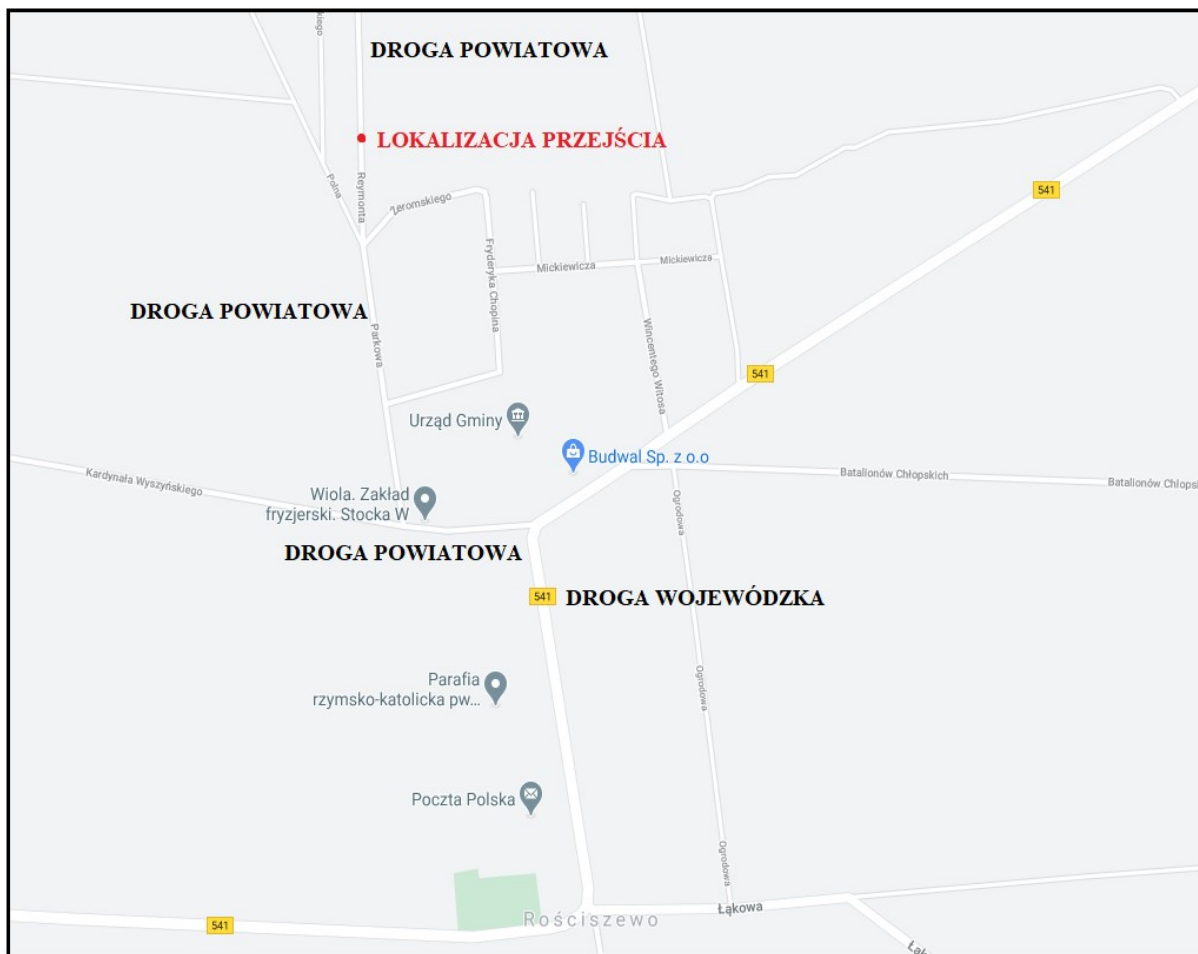 skiego
DROGA POWIATOWA
LOKALIZACJA PRZEJŚCIA
Polna
Reymonta
Żeromskiego
541
Fryderyka Chopina
Mickiewicza
Mickiewicza
DROGA POWIATOWA
Parkowa
Wincentego Witosa
541
Urząd Gminy
Budwal Sp. z o.o
Kardynała Wyszyńskiego
Batalionów Chłopskich
Batalionów Chłopsk
Wiola. Zakład
fryzjerski. Stocka W
Ogrodowa
DROGA POWIATOWA
541
DROGA WOJEWÓDZKA
Parafia
rzymsko-katolicka pw...
Ogrodowa
Poczta Polska
Ogrodowa
Łąkowa
Rościszewo
541
Łąk